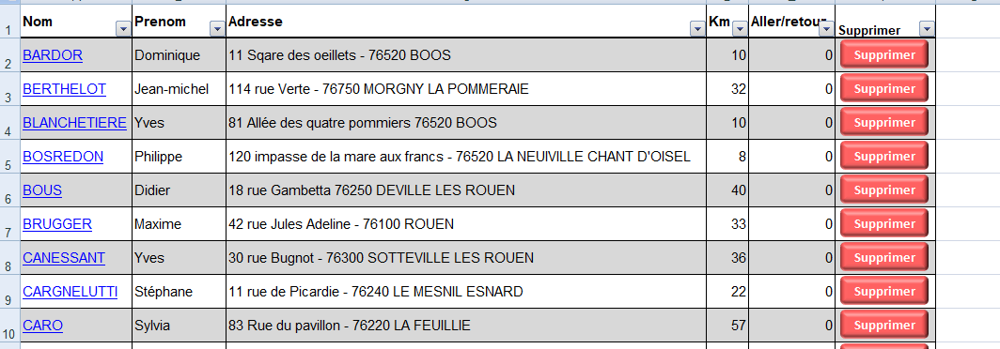 Nom Prenom Adresse Km Aller/retour Supprimer
1
2 BARDOR Dominique 11 Sqare des oeillets - 76520 BOOS 10 0 Supprimer
3 BERTHELOT Jean-michel 114 rue Verte - 76750 MORGNY LA POMMERAIE 32 0 Supprimer
4 BLANCHETIERE Yves 81 Allée des quatre pommiers 76520 BOOS 10 0 Supprimer
5 BOSREDON Philippe 120 impasse de la mare aux francs - 76520 LA NEUIVILLE CHANT D'OISEL 8 0 Supprimer
6 BOUS Didier 18 rue Gambetta 76250 DEVILLE LES ROUEN 40 0 Supprimer
7 BRUGGER Maxime 42 rue Jules Adeline - 76100 ROUEN 33 0 Supprimer
8 CANESSANT Yves 30 rue Bugnot - 76300 SOTTEVILLE LES ROUEN 36 0 Supprimer
9 CARGNELUTTI Stéphane 11 rue de Picardie - 76240 LE MESNIL ESNARD 22 0 Supprimer
10 CARO Sylvia 83 Rue du pavillon - 76220 LA FEUILLIE 57 0 Supprimer